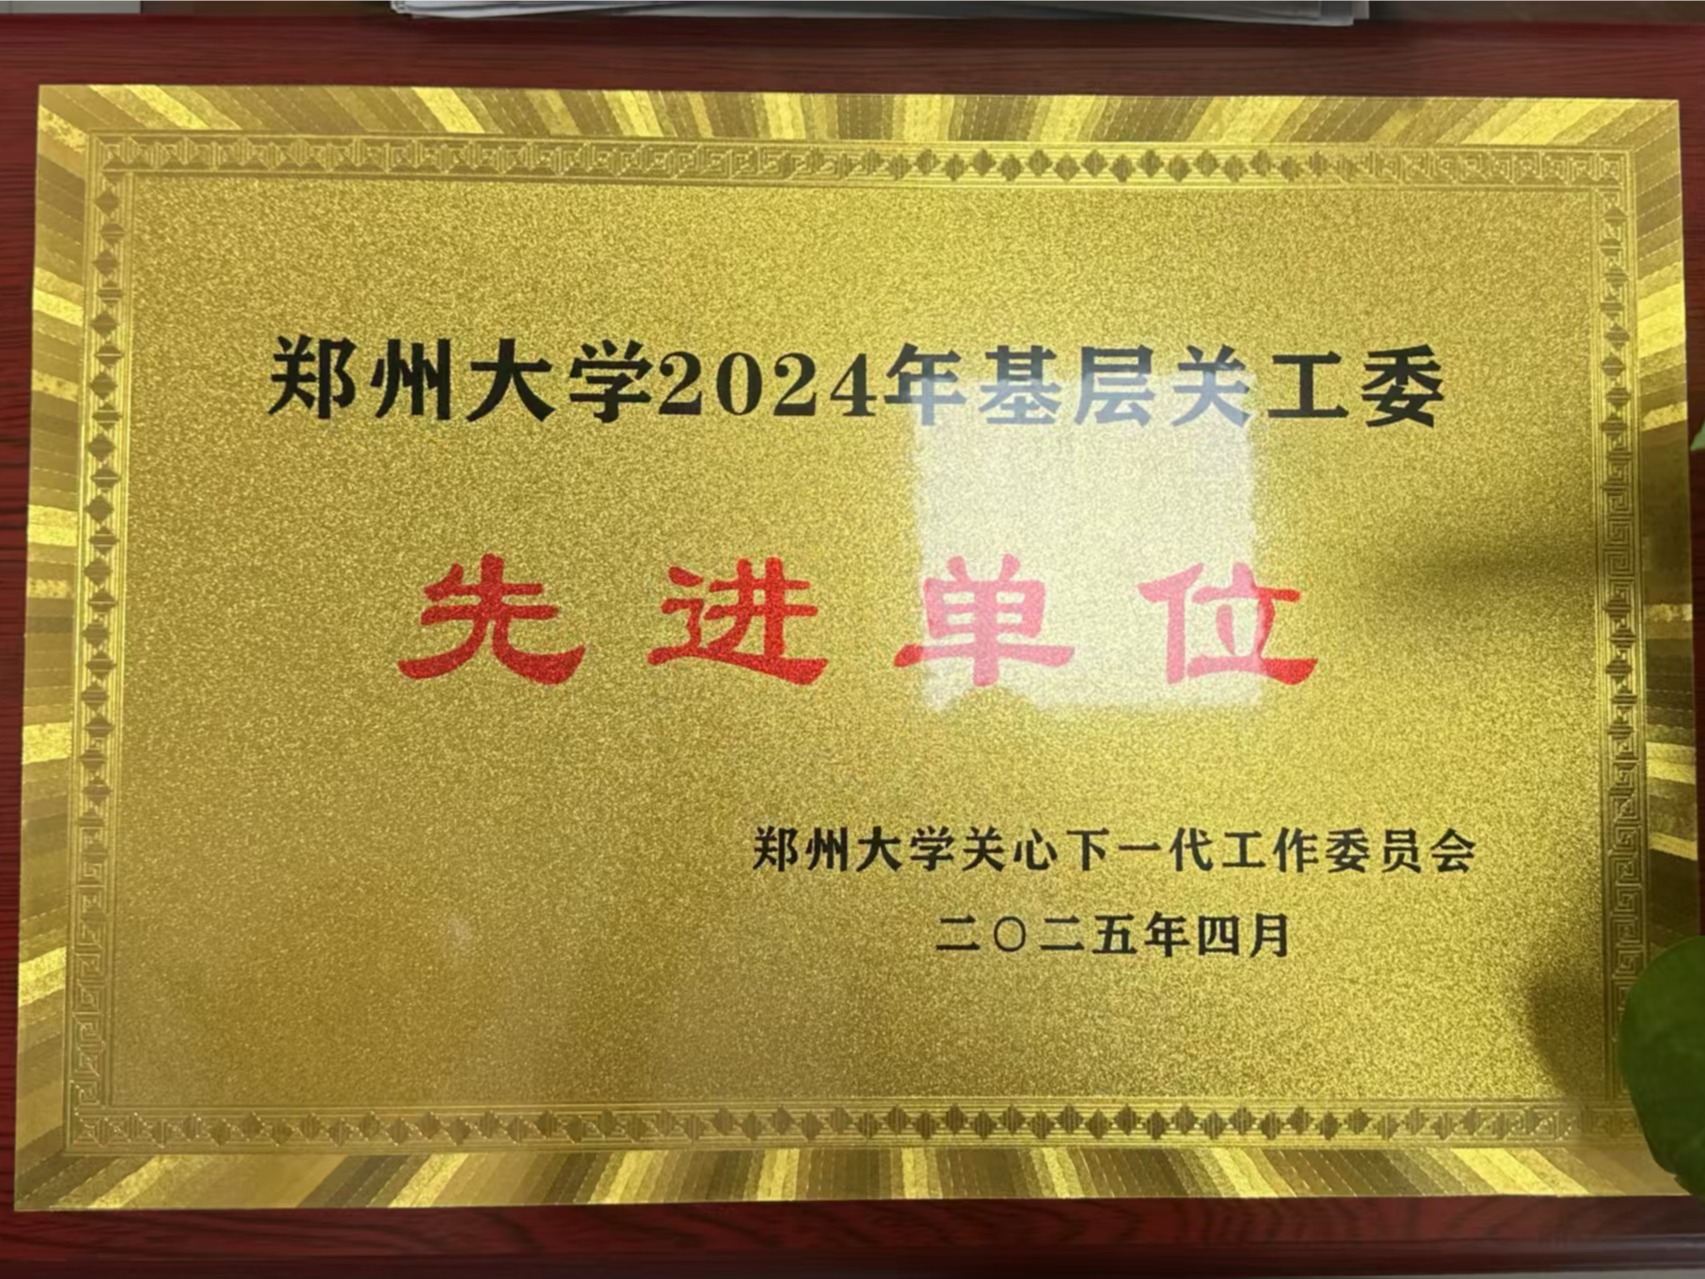 郑州大学2024年基层关工委
先进单位
郑州大学关心下一代工作委员会
二〇二五年四月